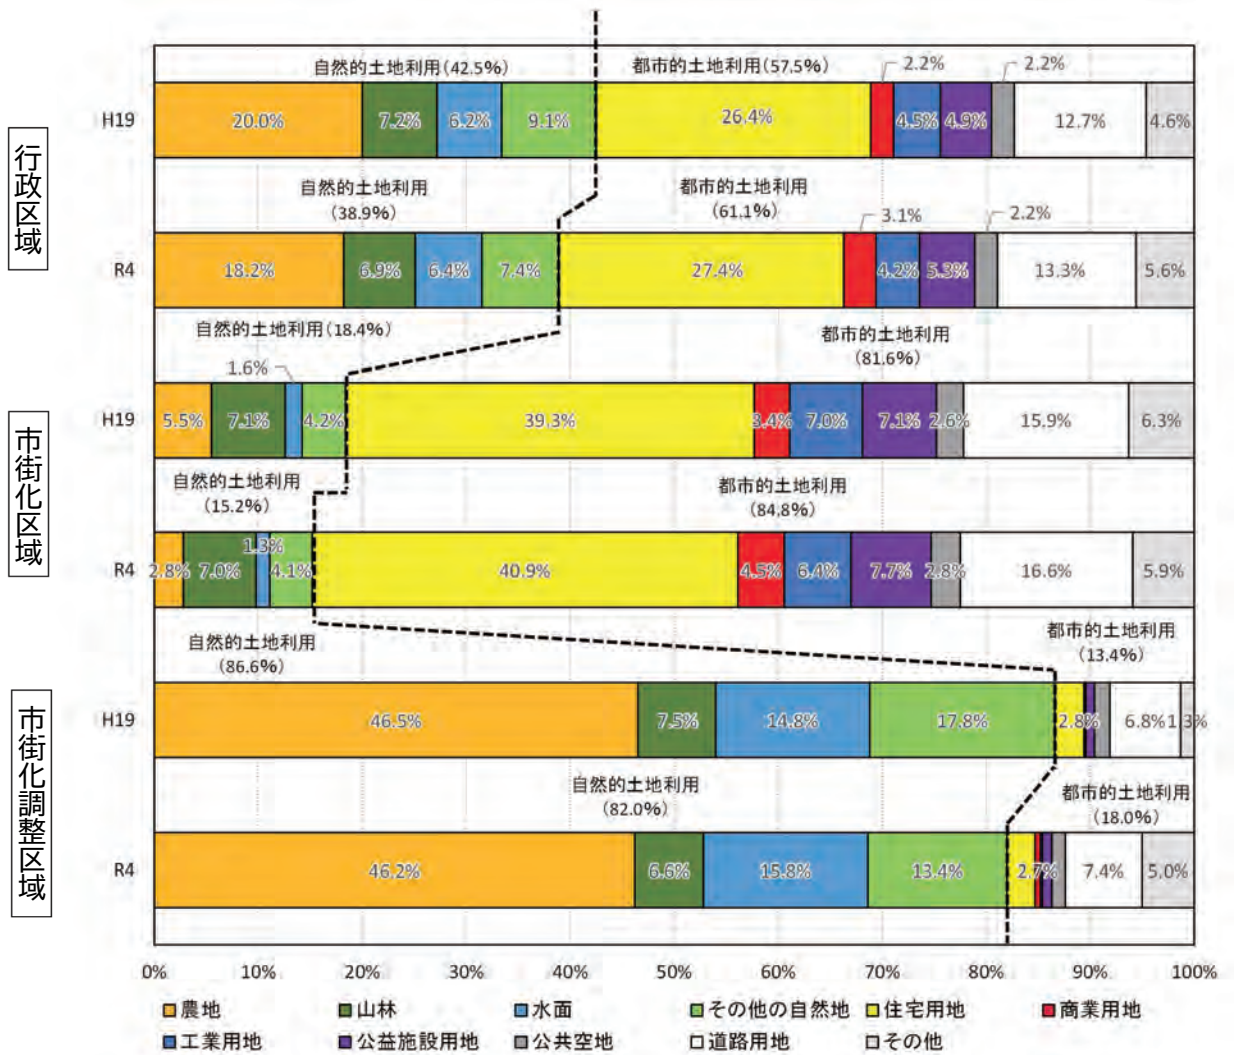 自然的土地利用(42.5%)
都市的土地利用(57.5%)
2.2%
2.2%
H19
20.0%
7.2%
6.2%
9.1%
26.4%
4.5%
4.9%
12.7%
4.6%
行政区域
自然的土地利用
(38.9%)
都市的土地利用
(61.1%)
3.1%
2.2%
R4
18.2%
6.9%
6.4%
7.4%
27.4%
4.2%
5.3%
13.3%
5.6%
自然的土地利用(18.4%)
都市的土地利用
(81.6%)
1.6%
H19
5.5%
7.1%
4.2%
39.3%
3.4%
7.0%
7.1%
2.6%
15.9%
6.3%
市街化区域
自然的土地利用
(15.2%)
都市的土地利用
(84.8%)
1.3%
R4
2.8%
7.0%
4.1%
40.9%
4.5%
6.4%
7.7%
2.8%
16.6%
5.9%
自然的土地利用
(86.6%)
都市的土地利用
(13.4%)
H19
46.5%
7.5%
14.8%
17.8%
2.8%
6.8%
1.3%
市街化調整区域
自然的土地利用
(82.0%)
都市的土地利用
(18.0%)
R4
46.2%
6.6%
15.8%
13.4%
2.7%
7.4%
5.0%
0% 10% 20% 30% 40% 50% 60% 70% 80% 90% 100%
農地 山林 水面 その他の自然地 住宅用地 商業用地
工業用地 公益施設用地 公共空地 道路用地 その他